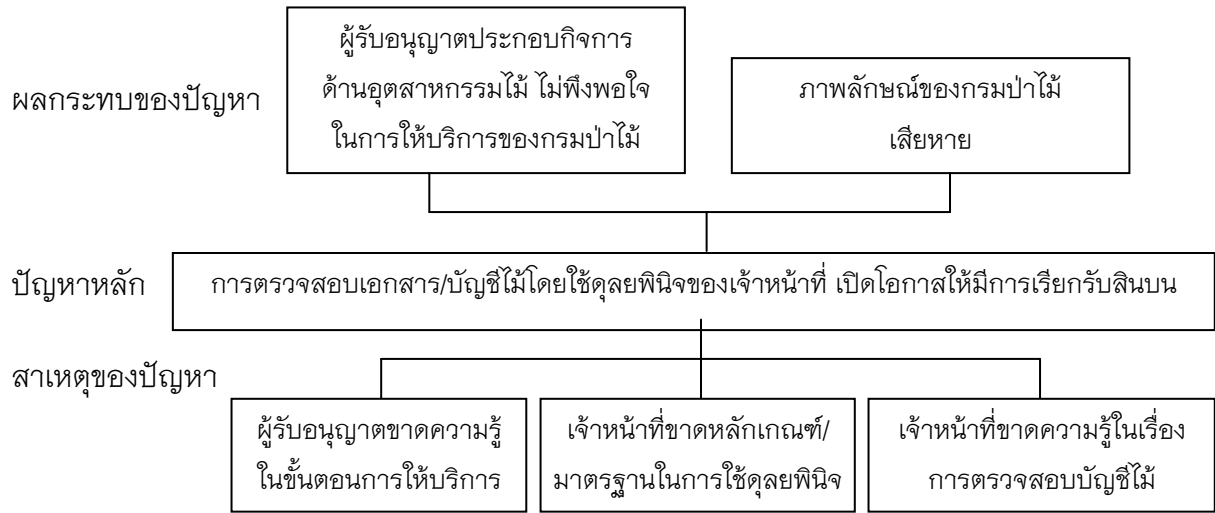 ผู้รับอนุญาตประกอบกิจการ
ด้านอุตสาหกรรมไม้ ไม่พึงพอใจ
ในการให้บริการของกรมป่าไม้
ผลกระทบของปัญหา
ภาพลักษณ์ของกรมป่าไม้
เสียหาย
ปัญหาหลัก
การตรวจสอบเอกสาร/บัญชีไม้โดยใช้ดุลยพินิจของเจ้าหน้าที่ เปิดโอกาสให้มีการเรียกรับสินบน
สาเหตุของปัญหา
ผู้รับอนุญาตขาดความรู้
ในขั้นตอนการให้บริการ
เจ้าหน้าที่ขาดหลักเกณฑ์/
มาตรฐานในการใช้ดุลยพินิจ
เจ้าหน้าที่ขาดความรู้ในเรื่อง
การตรวจสอบบัญชีไม้